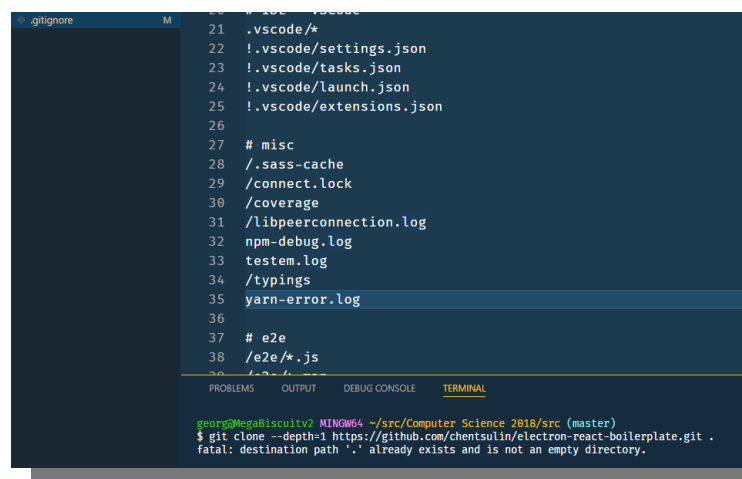 .gitignore M
21 .vscode/*
22 !.vscode/settings.json
23 !.vscode/tasks.json
24 !.vscode/launch.json
25 !.vscode/extensions.json
26
27 # misc
28 /.sass-cache
29 /connect.lock
30 /coverage
31 /libpeerconnection.log
32 npm-debug.log
33 testem.log
34 /typings
35 yarn-error.log
36
37 # e2e
38 /e2e/*.js
PROBLEMS OUTPUT DEBUG CONSOLE TERMINAL
georg@MegaBiscuitv2 MINGW64 ~/src/Computer Science 2018/src (master)
$ git clone --depth=1 https://github.com/chentsulin/electron-react-boilerplate.git .
fatal: destination path '.' already exists and is not an empty directory.